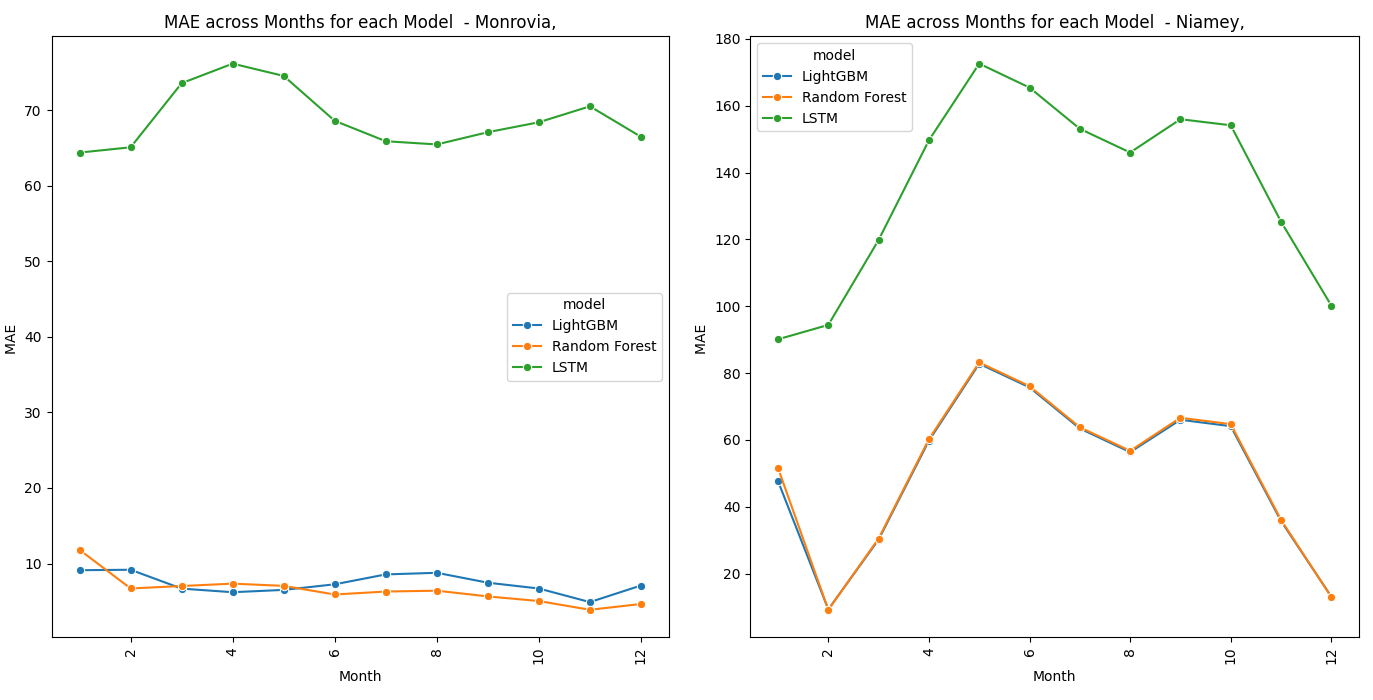 MAE across Months for each Model  - Monrovia,
MAE
70
60
50
40
30
20
10
model
LightGBM
Random Forest
LSTM
2
4
6
8
10
12
Month
MAE across Months for each Model  - Niamey,
MAE
180
160
140
120
100
80
60
40
20
model
LightGBM
Random Forest
LSTM
2
4
6
8
10
12
Month